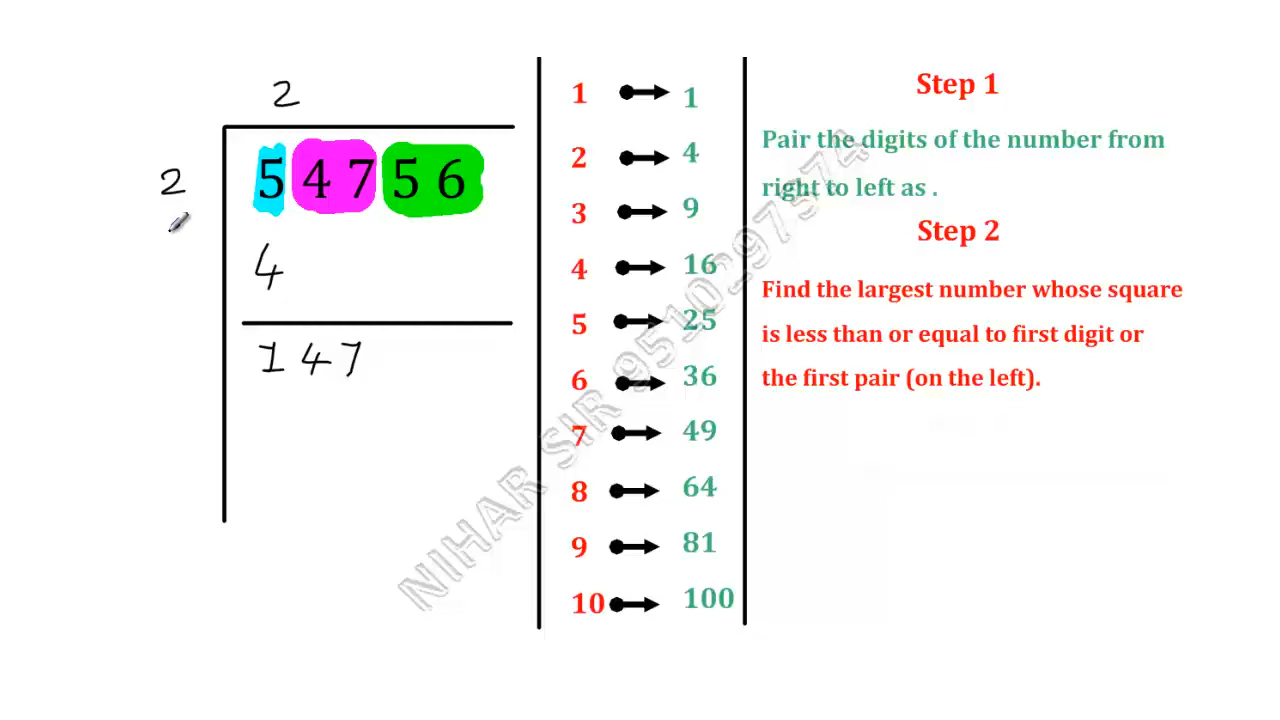 2
2
5 4 7 5 6
4
1 4 7
1 1
2 4
3 9
4 16
5 25
6 36
7 49
8 64
9 81
10 100
Step 1
Pair the digits of the number from
right to left as .
Step 2
Find the largest number whose square
is less than or equal to first digit or
the first pair (on the left).
NIHAR SIR 9510297574